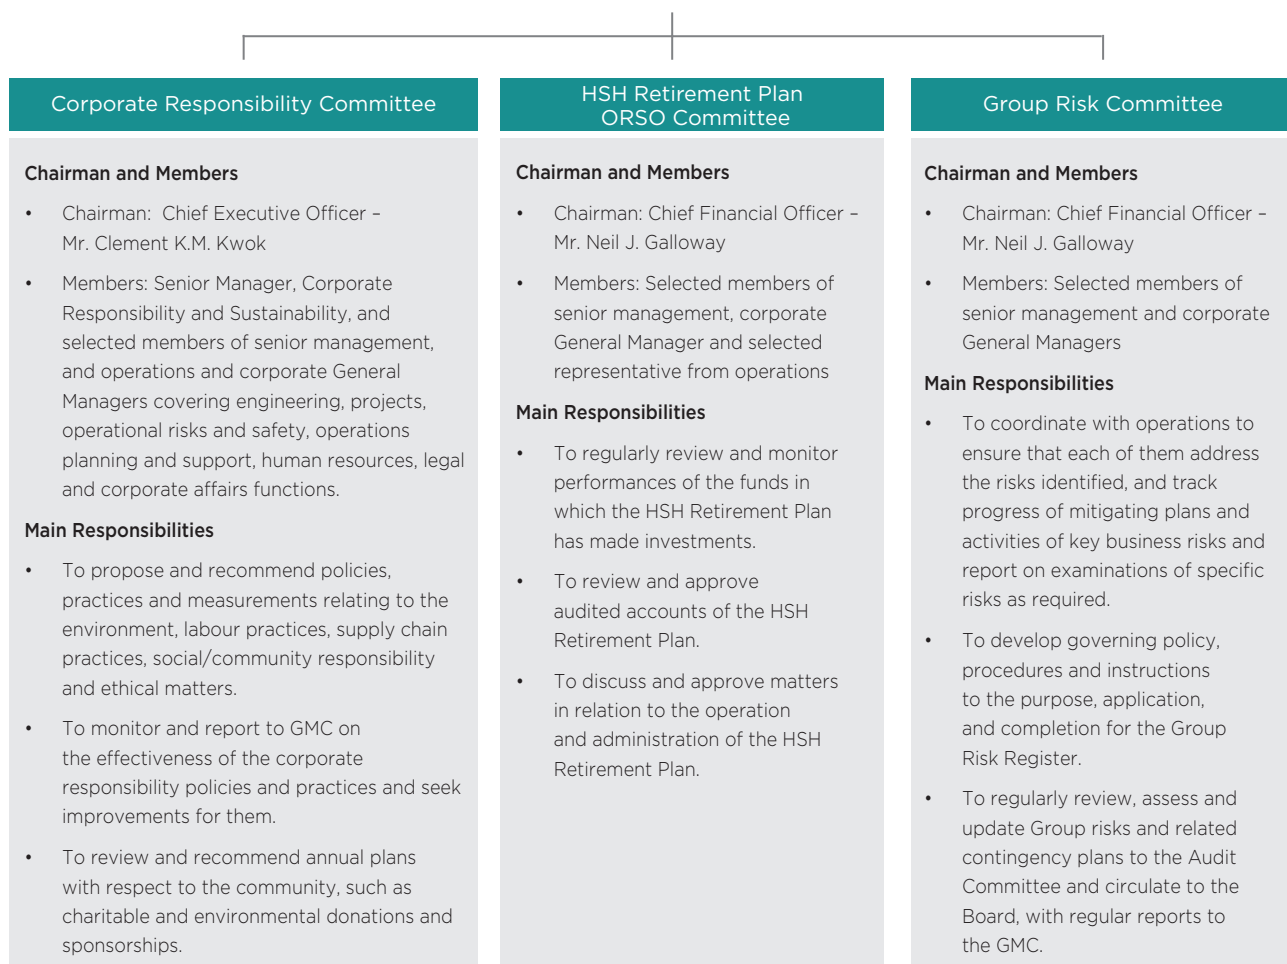 Corporate Responsibility Committee
Chairman and Members
• Chairman: Chief Executive Officer –
Mr. Clement K.M. Kwok
• Members: Senior Manager, Corporate
Responsibility and Sustainability, and
selected members of senior management,
and operations and corporate General
Managers covering engineering, projects,
operational risks and safety, operations
planning and support, human resources, legal
and corporate affairs functions.
Main Responsibilities
• To propose and recommend policies,
practices and measurements relating to the
environment, labour practices, supply chain
practices, social/community responsibility
and ethical matters.
• To monitor and report to GMC on
the effectiveness of the corporate
responsibility policies and practices and seek
improvements for them.
• To review and recommend annual plans
with respect to the community, such as
charitable and environmental donations and
sponsorships.
HSH Retirement Plan
ORSO Committee
Chairman and Members
• Chairman: Chief Financial Officer –
Mr. Neil J. Galloway
• Members: Selected members of
senior management, corporate
General Manager and selected
representative from operations
Main Responsibilities
• To regularly review and monitor
performances of the funds in
which the HSH Retirement Plan
has made investments.
• To review and approve
audited accounts of the HSH
Retirement Plan.
• To discuss and approve matters
in relation to the operation
and administration of the HSH
Retirement Plan.
Group Risk Committee
Chairman and Members
• Chairman: Chief Financial Officer –
Mr. Neil J. Galloway
• Members: Selected members of
senior management and corporate
General Managers
Main Responsibilities
• To coordinate with operations to
ensure that each of them address
the risks identified, and track
progress of mitigating plans and
activities of key business risks and
report on examinations of specific
risks as required.
• To develop governing policy,
procedures and instructions
to the purpose, application,
and completion for the Group
Risk Register.
• To regularly review, assess and
update Group risks and related
contingency plans to the Audit
Committee and circulate to the
Board, with regular reports to
the GMC.